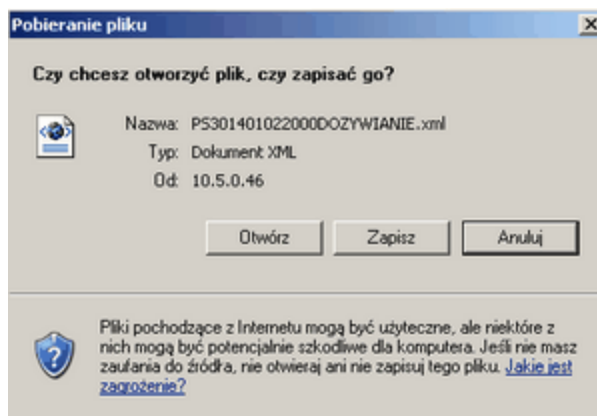 Pobieranie pliku
Czy chcesz otworzyć plik, czy zapisać go?
Nazwa: PS301401022000DOZYWIANIE.xml
Typ: Dokument XML
Od: 10.5.0.46
Otwórz Zapisz Anuluj
Pliki pochodzące z Internetu mogą być użyteczne, ale niektóre z
nich mogą być potencjalnie szkodliwe dla komputera. Jeśli nie masz
zaufania do źródła, nie otwieraj ani nie zapisuj tego pliku. Jakie jest
zagrożenie?